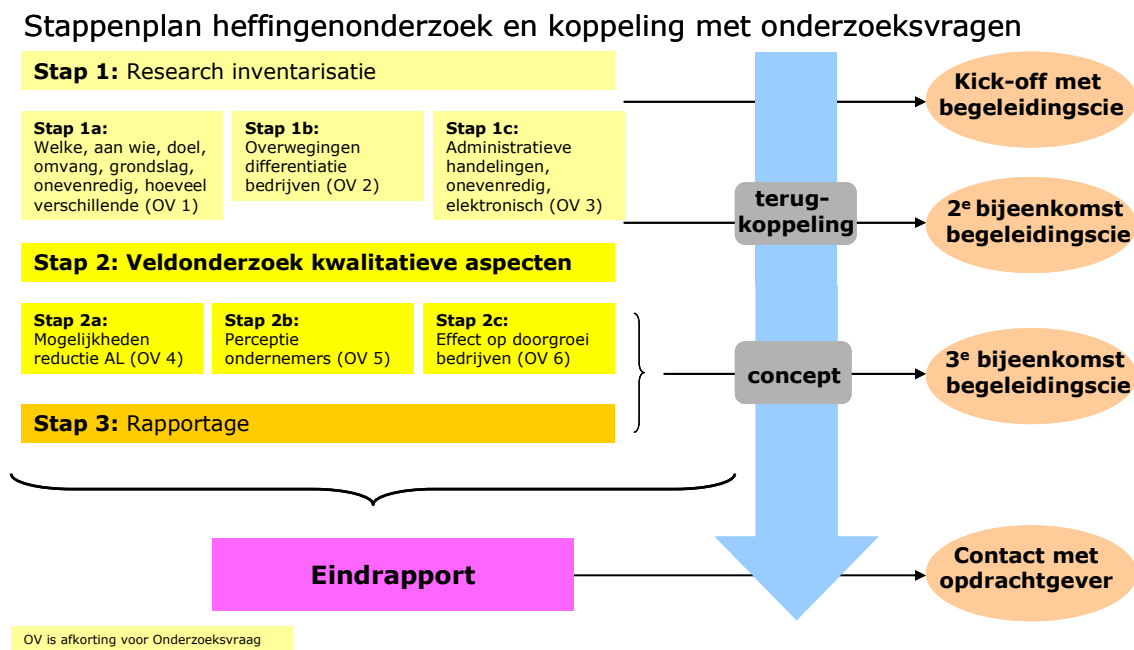 Stappenplan heffingenonderzoek en koppeling met onderzoeksvragen
Stap 1: Research inventarisatie
Kick-off met
begeleidingscie
Stap 1a:
Welke, aan wie, doel,
omvang, grondslag,
onevenredig, hoeveel
verschillende (OV 1)
Stap 1b:
Overwegingen
differentiatie
bedrijven (OV 2)
Stap 1c:
Administratieve
handelingen,
onevenredig,
elektronisch (OV 3)
terug-
koppeling
2e bijeenkomst
begeleidingscie
Stap 2: Veldonderzoek kwalitatieve aspecten
Stap 2a:
Mogelijkheden
reductie AL (OV 4)
Stap 2b:
Perceptie
ondernemers (OV 5)
Stap 2c:
Effect op doorgroei
bedrijven (OV 6)
concept
3e bijeenkomst
begeleidingscie
Stap 3: Rapportage
Eindrapport
Contact met
opdrachtgever
OV is afkorting voor Onderzoeksvraag